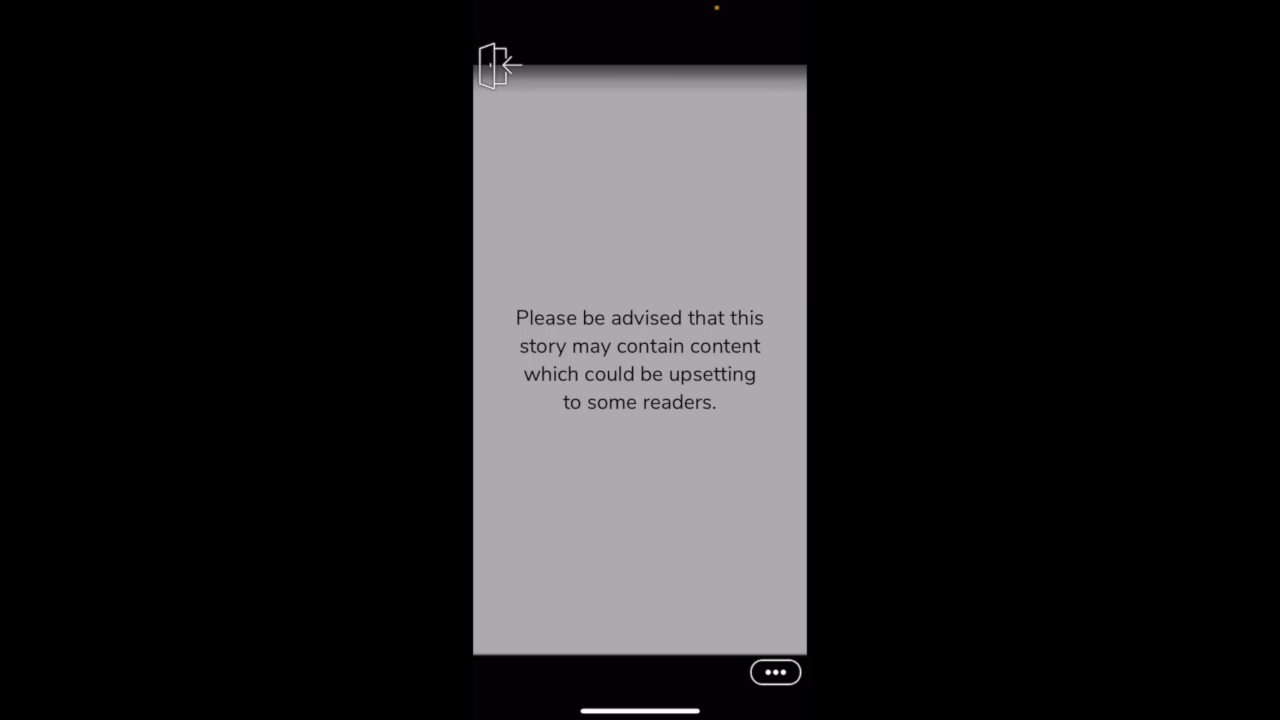 Please be advised that this
story may contain content
which could be upsetting
to some readers.